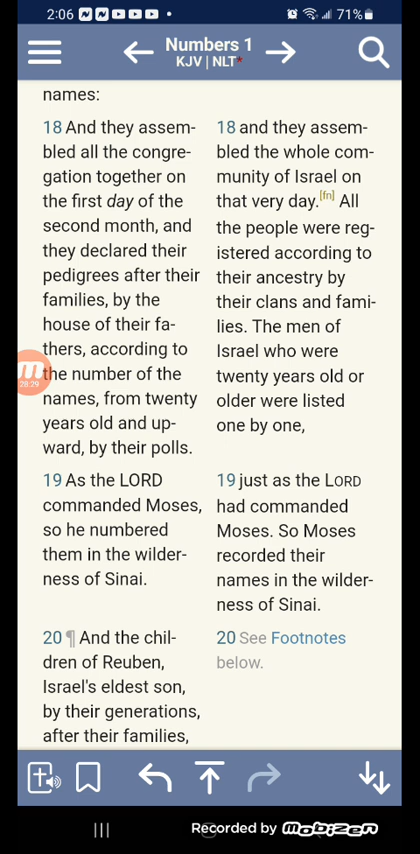 2:06
71%
Numbers 1
KJV | NLT*
names:
18 And they assem-
bled all the congre-
gation together on
the first day of the
second month, and
they declared their
pedigrees after their
families, by the
house of their fa-
thers, according to
the number of the
names, from twenty
years old and up-
ward, by their polls.
18 and they assem-
bled the whole com-
munity of Israel on
that very day.[fn] All
the people were reg-
istered according to
their ancestry by
their clans and fami-
lies. The men of
Israel who were
twenty years old or
older were listed
one by one,
28:29
19 As the LORD
commanded Moses,
so he numbered
them in the wilder-
ness of Sinai.
19 just as the LORD
had commanded
Moses. So Moses
recorded their
names in the wilder-
ness of Sinai.
20 ¶ And the chil-
dren of Reuben,
Israel's eldest son,
by their generations,
after their families,
20 See Footnotes
below.
Recorded by mobizen